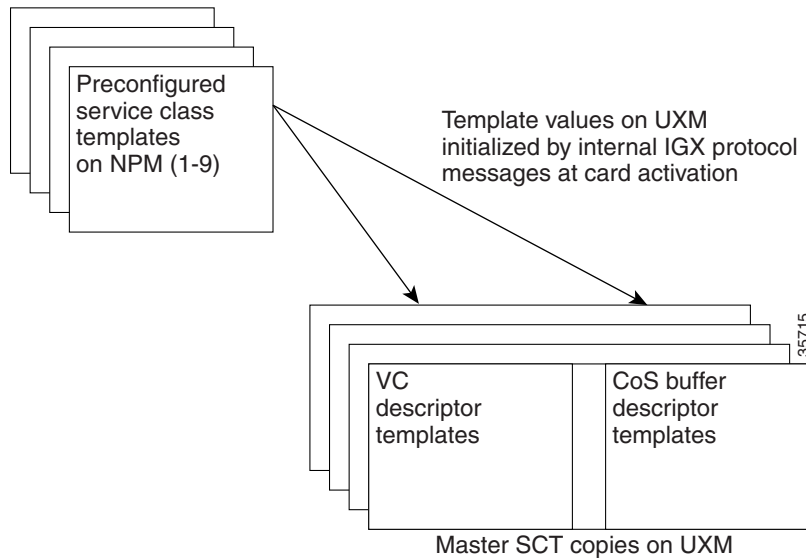 Preconfigured
service class
templates
on NPM (1-9)
Template values on UXM
initialized by internal IGX protocol
messages at card activation
35715
VC
descriptor
templates
CoS buffer
descriptor
templates
Master SCT copies on UXM